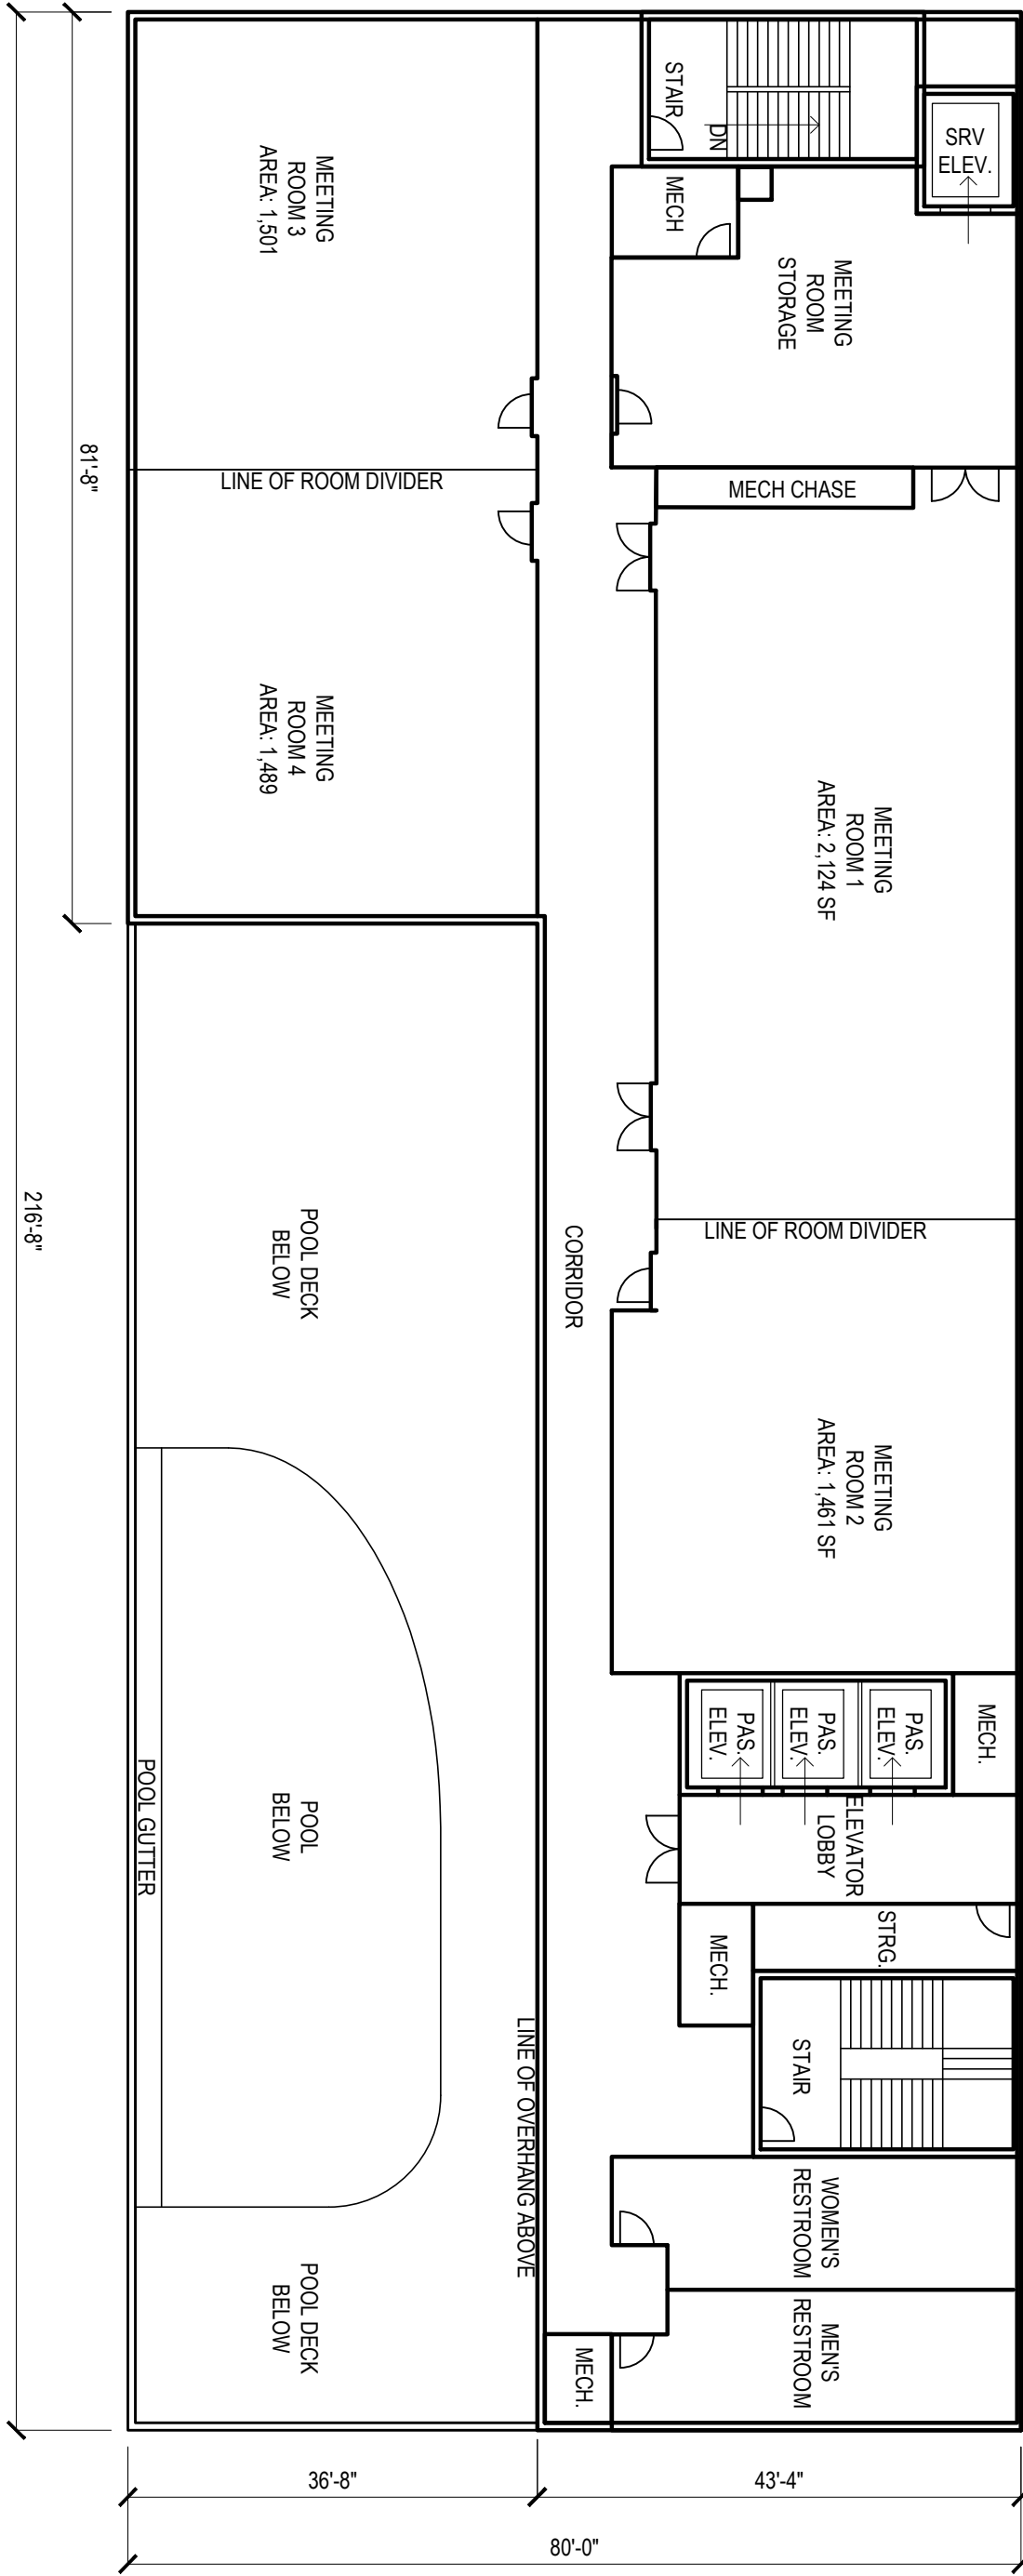 STAIR
DN
SRV
ELEV.
MECH
MEETING
ROOM
STORAGE
MEETING
ROOM 3
AREA: 1,501
LINE OF ROOM DIVIDER
81'-8"
MECH CHASE
MEETING
ROOM 4
AREA: 1,489
MEETING
ROOM 1
AREA: 2,124 SF
216'-8"
POOL DECK
BELOW
CORRIDOR
LINE OF ROOM DIVIDER
MEETING
ROOM 2
AREA: 1,461 SF
PAS.
ELEV.
PAS.
ELEV.
PAS.
ELEV.
MECH.
POOL GUTTER
POOL
BELOW
ELEVATOR
LOBBY
MECH.
STRG.
STAIR
LINE OF OVERHANG ABOVE
WOMEN'S
RESTROOM
POOL DECK
BELOW
MEN'S
RESTROOM
MECH.
36'-8"
43'-4"
80'-0"